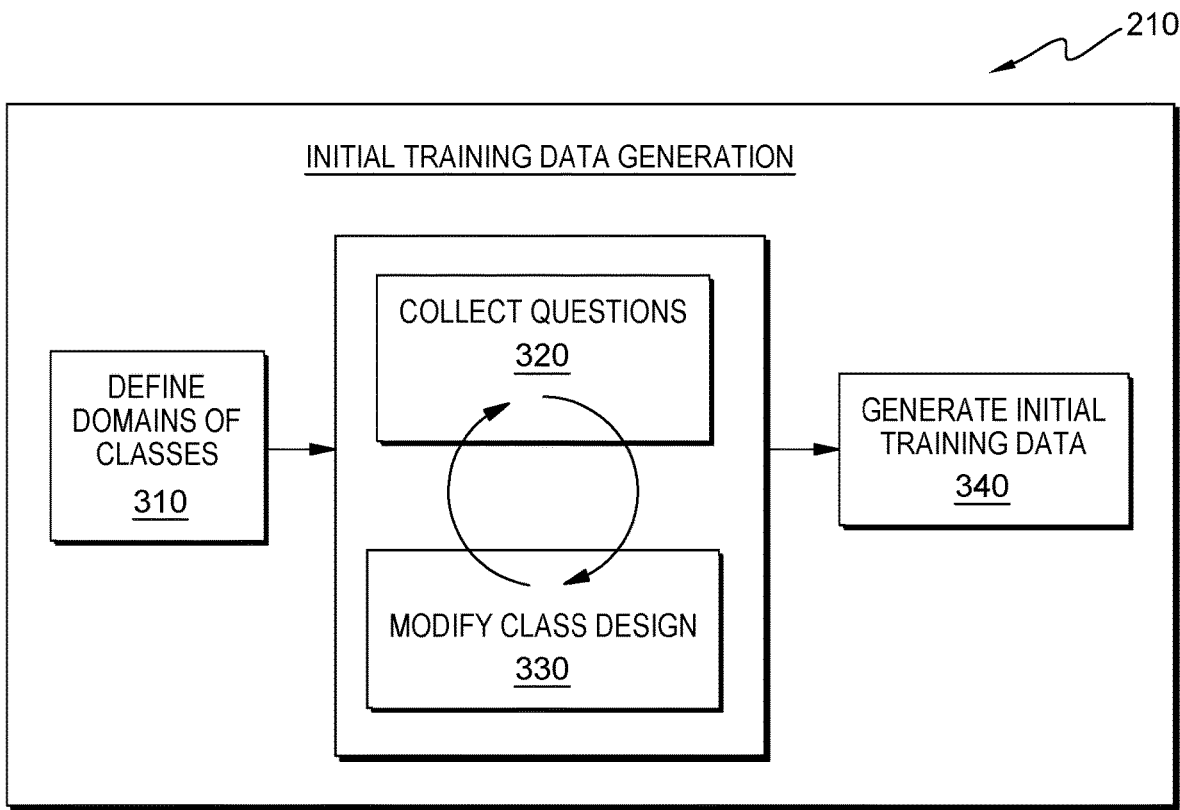 210
INITIAL TRAINING DATA GENERATION
DEFINE
DOMAINS OF
CLASSES
310
COLLECT QUESTIONS
320
MODIFY CLASS DESIGN
330
GENERATE INITIAL
TRAINING DATA
340